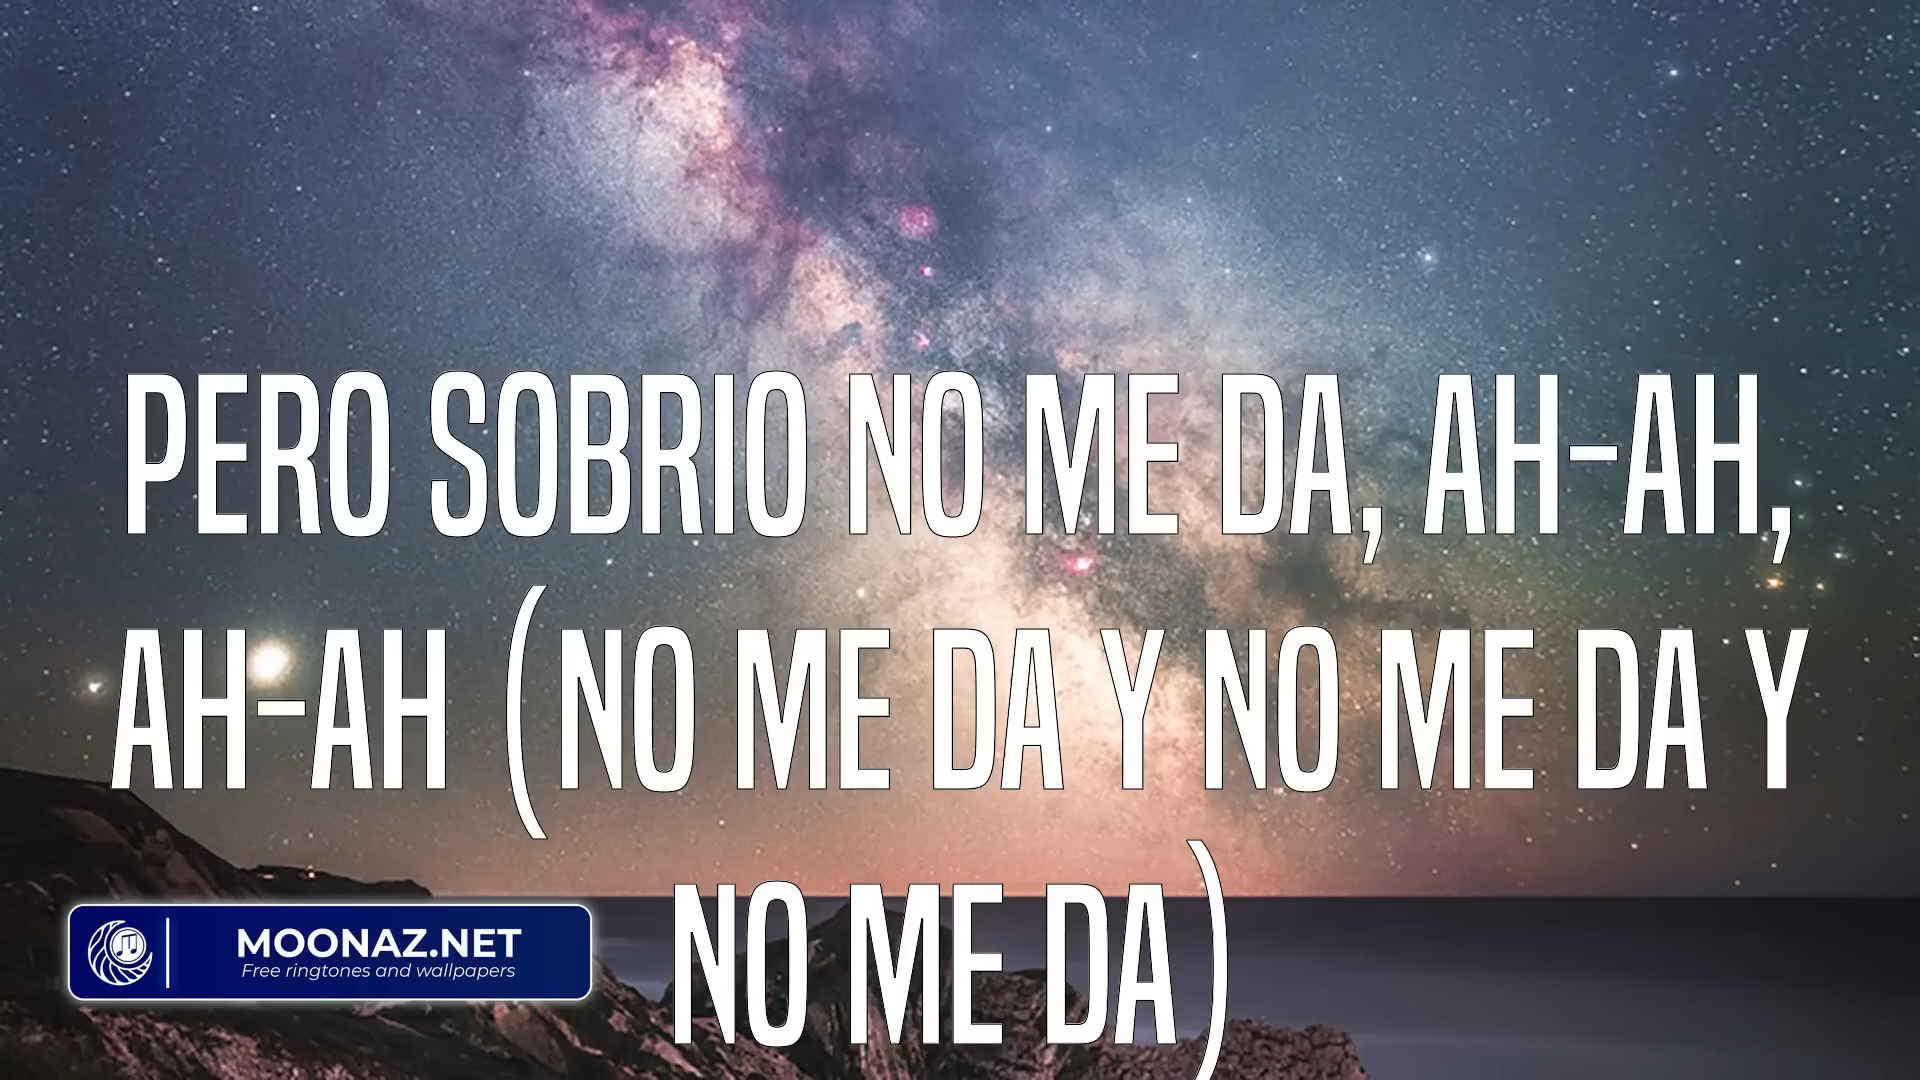 PERO SOBRIO NO ME DA, AH-AH,
AH-AH (NO ME DA Y NO ME DA Y
NO ME DA)
MOONAZ.NET
Free ringtones and wallpapers